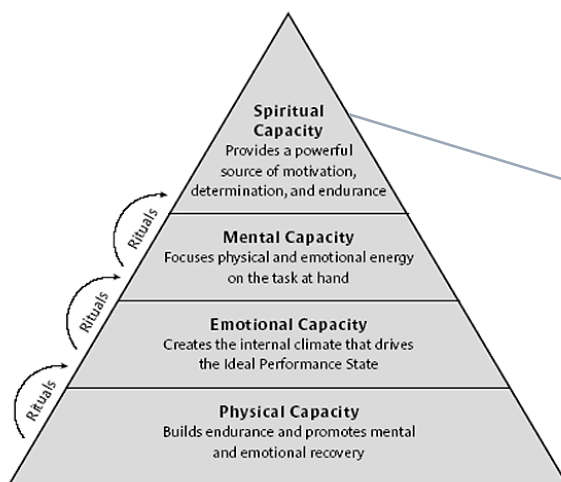 Spiritual
Capacity
Provides a powerful
source of motivation,
determination, and endurance
Rituals
Mental Capacity
Focuses physical and emotional energy
on the task at hand
Rituals
Emotional Capacity
Creates the internal climate that drives
the Ideal Performance State
Rituals
Physical Capacity
Builds endurance and promotes mental
and emotional recovery